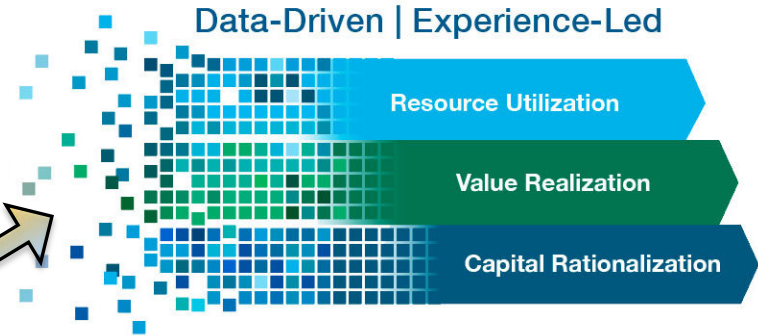 Data-Driven | Experience-Led
Resource Utilization
Value Realization
Capital Rationalization